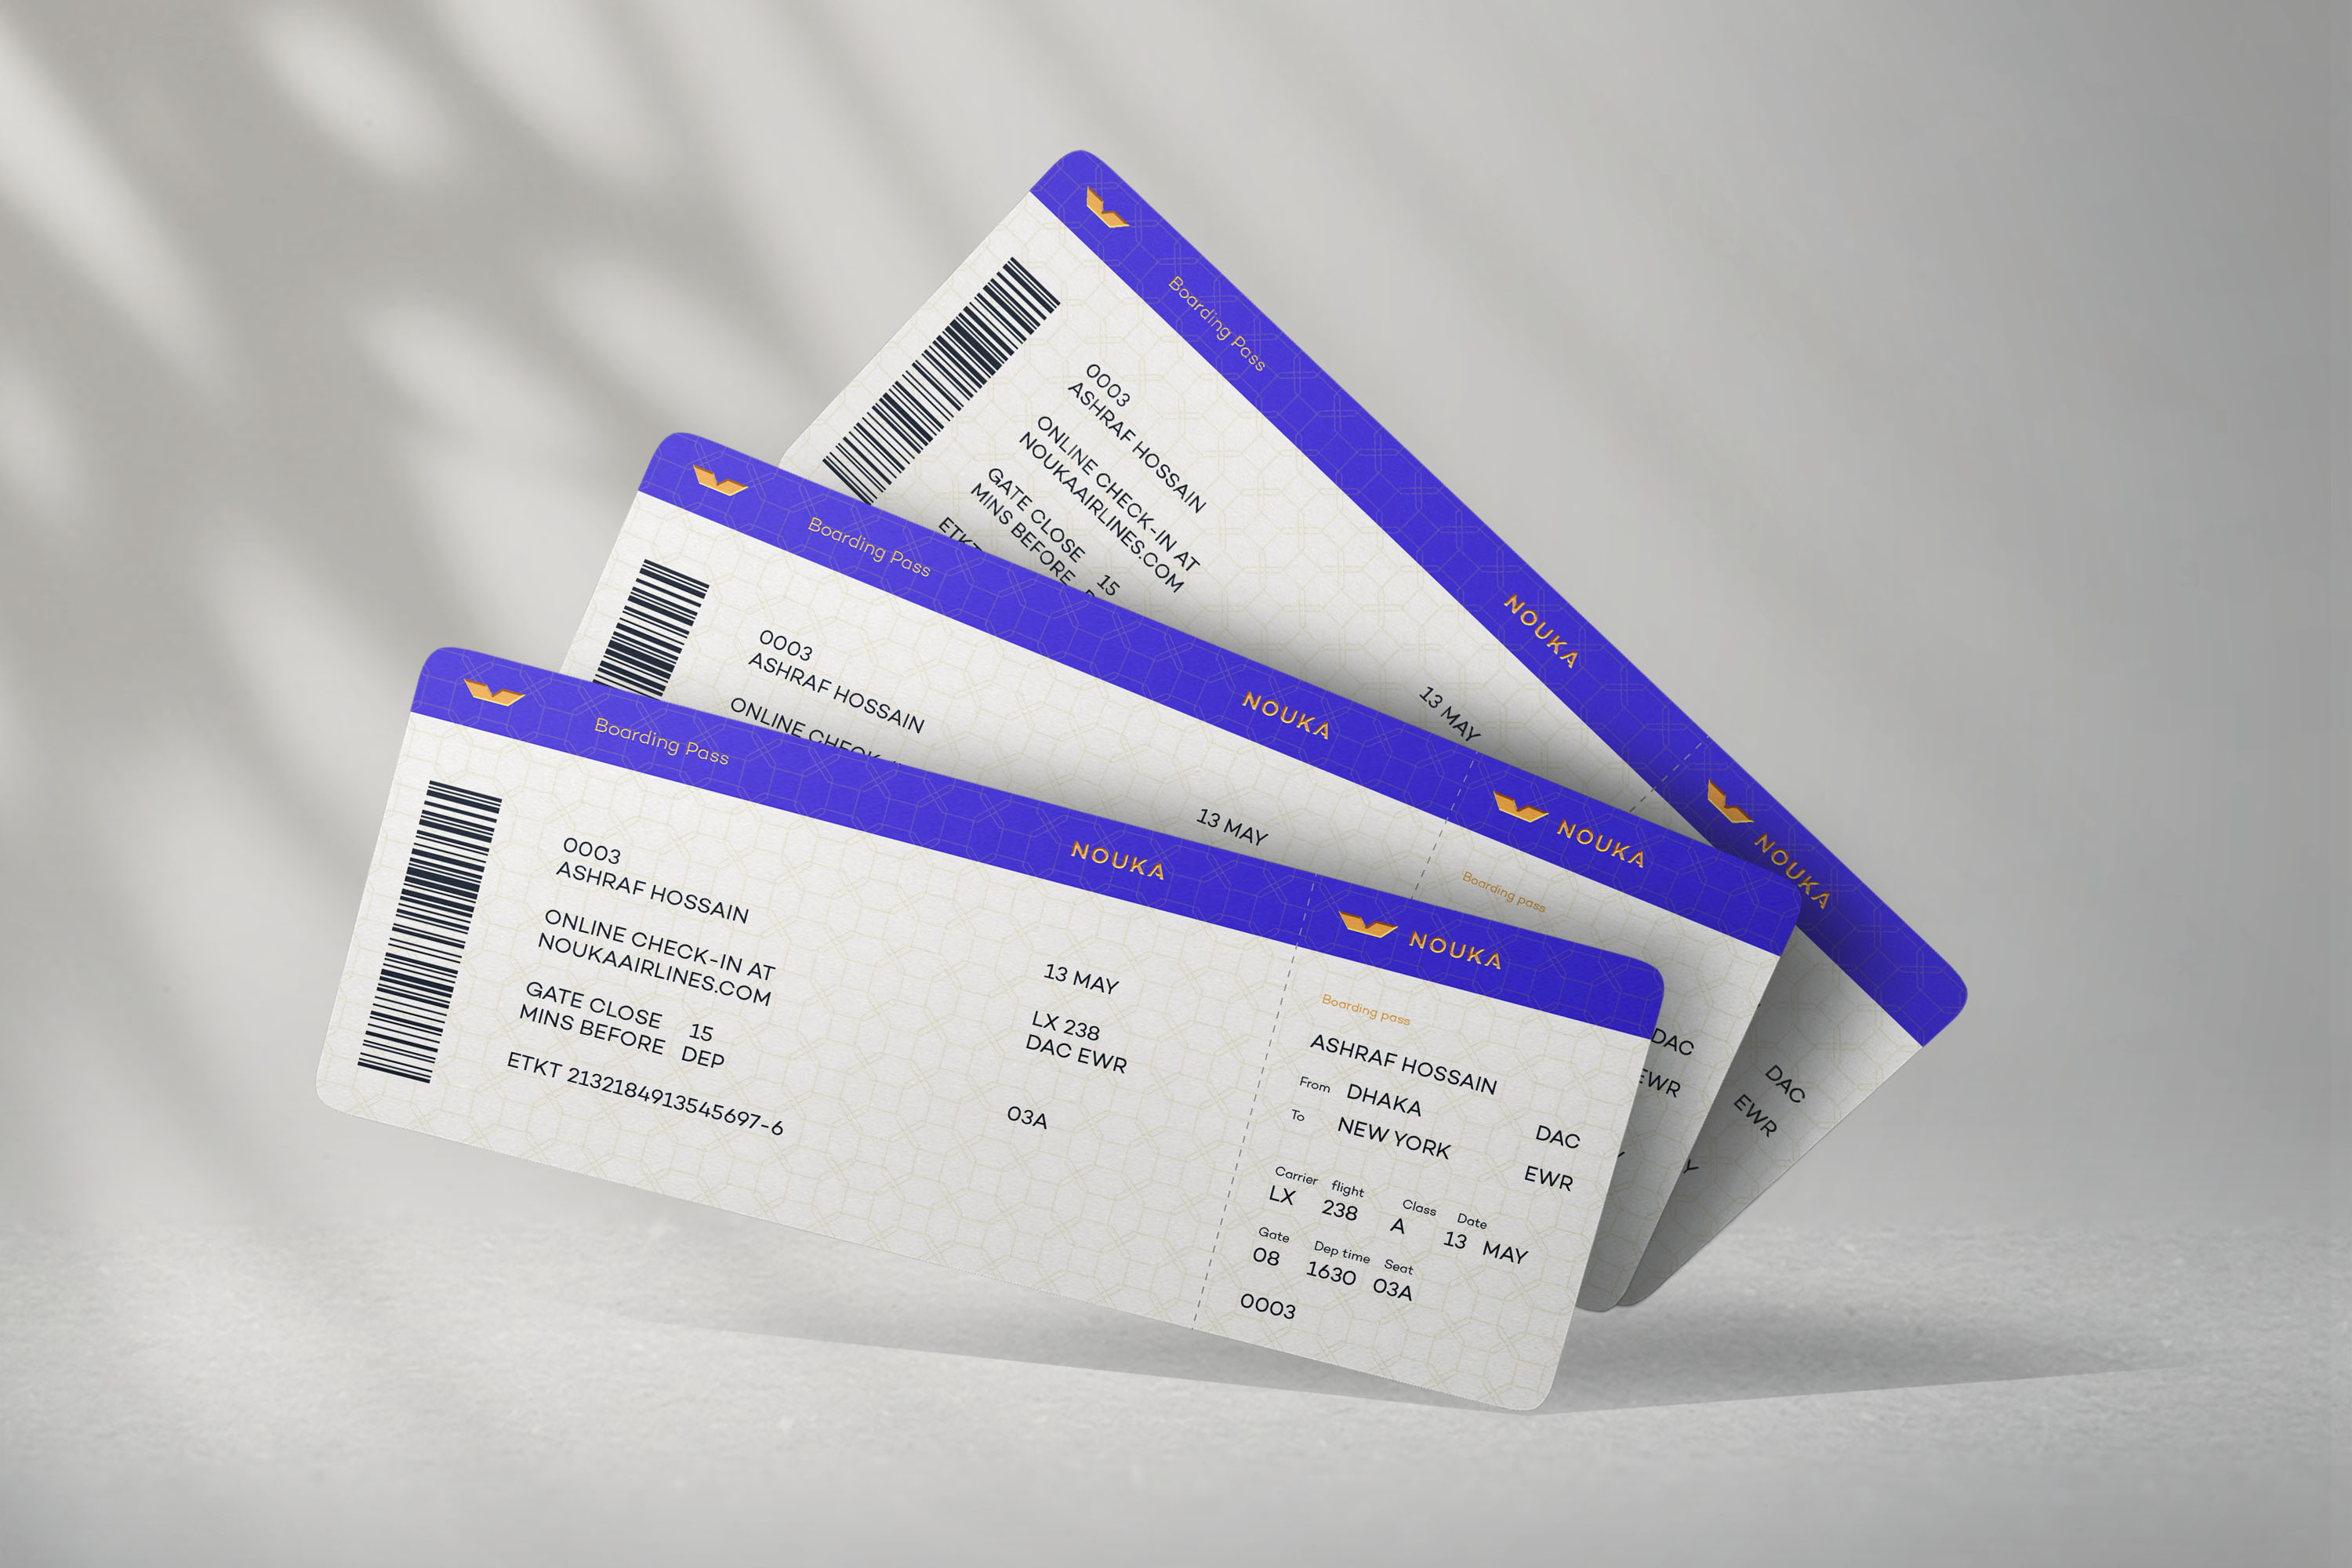 Boarding Pass
0003
ASHRAF HOSSAIN
ONLINE CHECK-IN AT
NOUKAAIRLINES.COM
GATE CLOSE
MINS BEFORE
15
NOUKA
13 MAY
NOUKA
DAC
EWR
Boarding Pass
0003
ASHRAF HOSSAIN
ONLINE
NOUKA
13 MAY
NOUKA
Boarding pass
DAC
EWR
Boarding Pass
NOUKA
0003
ASHRAF HOSSAIN
ONLINE CHECK-IN AT
NOUKAAIRLINES.COM
GATE CLOSE 15
MINS BEFORE DEP
ETKT 2132184913545697-6
13 MAY
LX 238
DAC EWR
03A
NOUKA
Boarding pass
ASHRAF HOSSAIN
From DHAKA DAC
To NEW YORK EWR
Carrier flight Class Date
LX 238 A 13 MAY
Gate Dep time Seat
08 1630 03A
0003